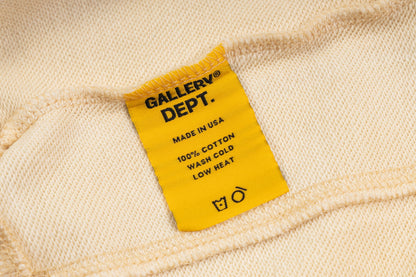 GALLERY®
DEPT.
MADE IN USA
100% COTTON
WASH COLD
LOW HEAT